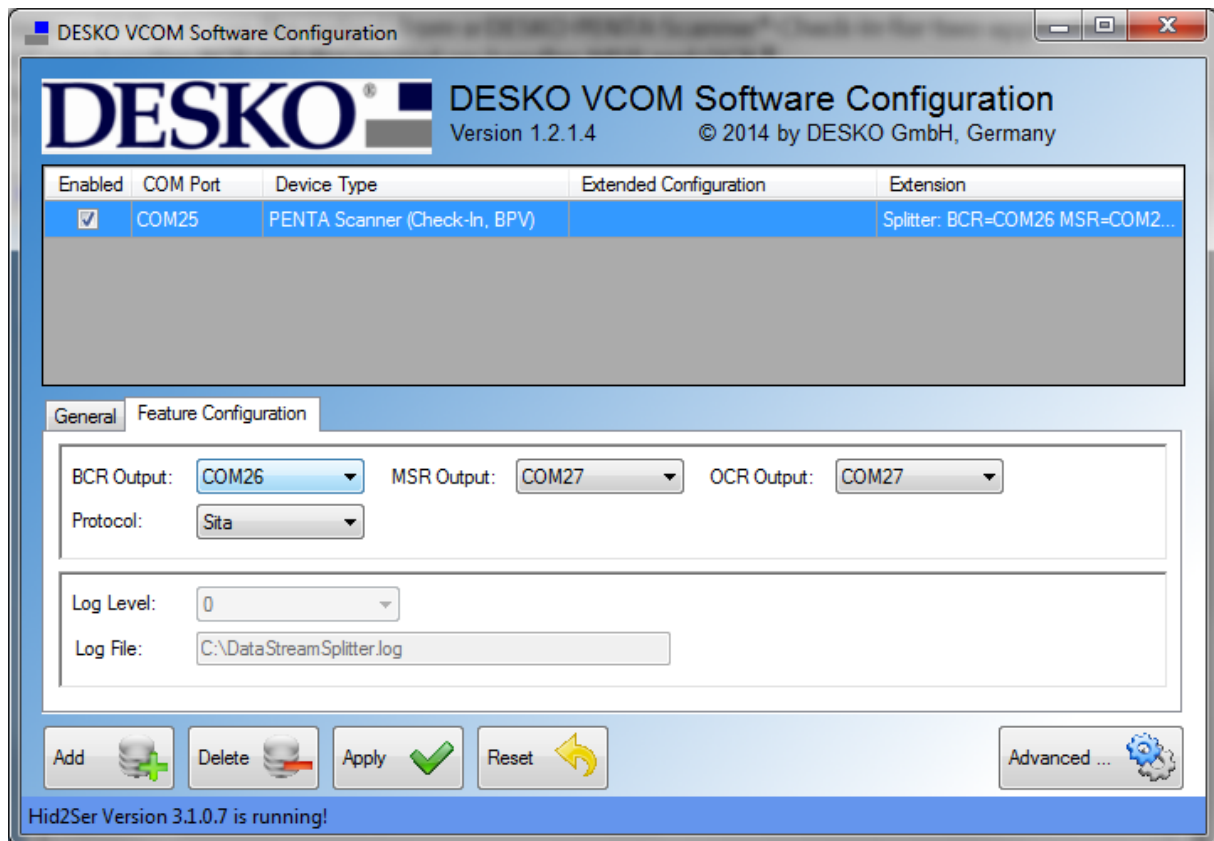 DESKO VCOM Software Configuration
DESKO®
DESKO VCOM Software Configuration
Version 1.2.1.4 © 2014 by DESKO GmbH, Germany
Enabled COM Port Device Type Extended Configuration Extension
COM25 PENTA Scanner (Check-In, BPV) Splitter: BCR=COM26 MSR=COM2...
General Feature Configuration
BCR Output: COM26 MSR Output: COM27 OCR Output: COM27
Protocol: Sita
Log Level: 0
Log File: C:\DataStreamSplitter.log
Add Delete Apply Reset Advanced ...
Hid2Ser Version 3.1.0.7 is running!